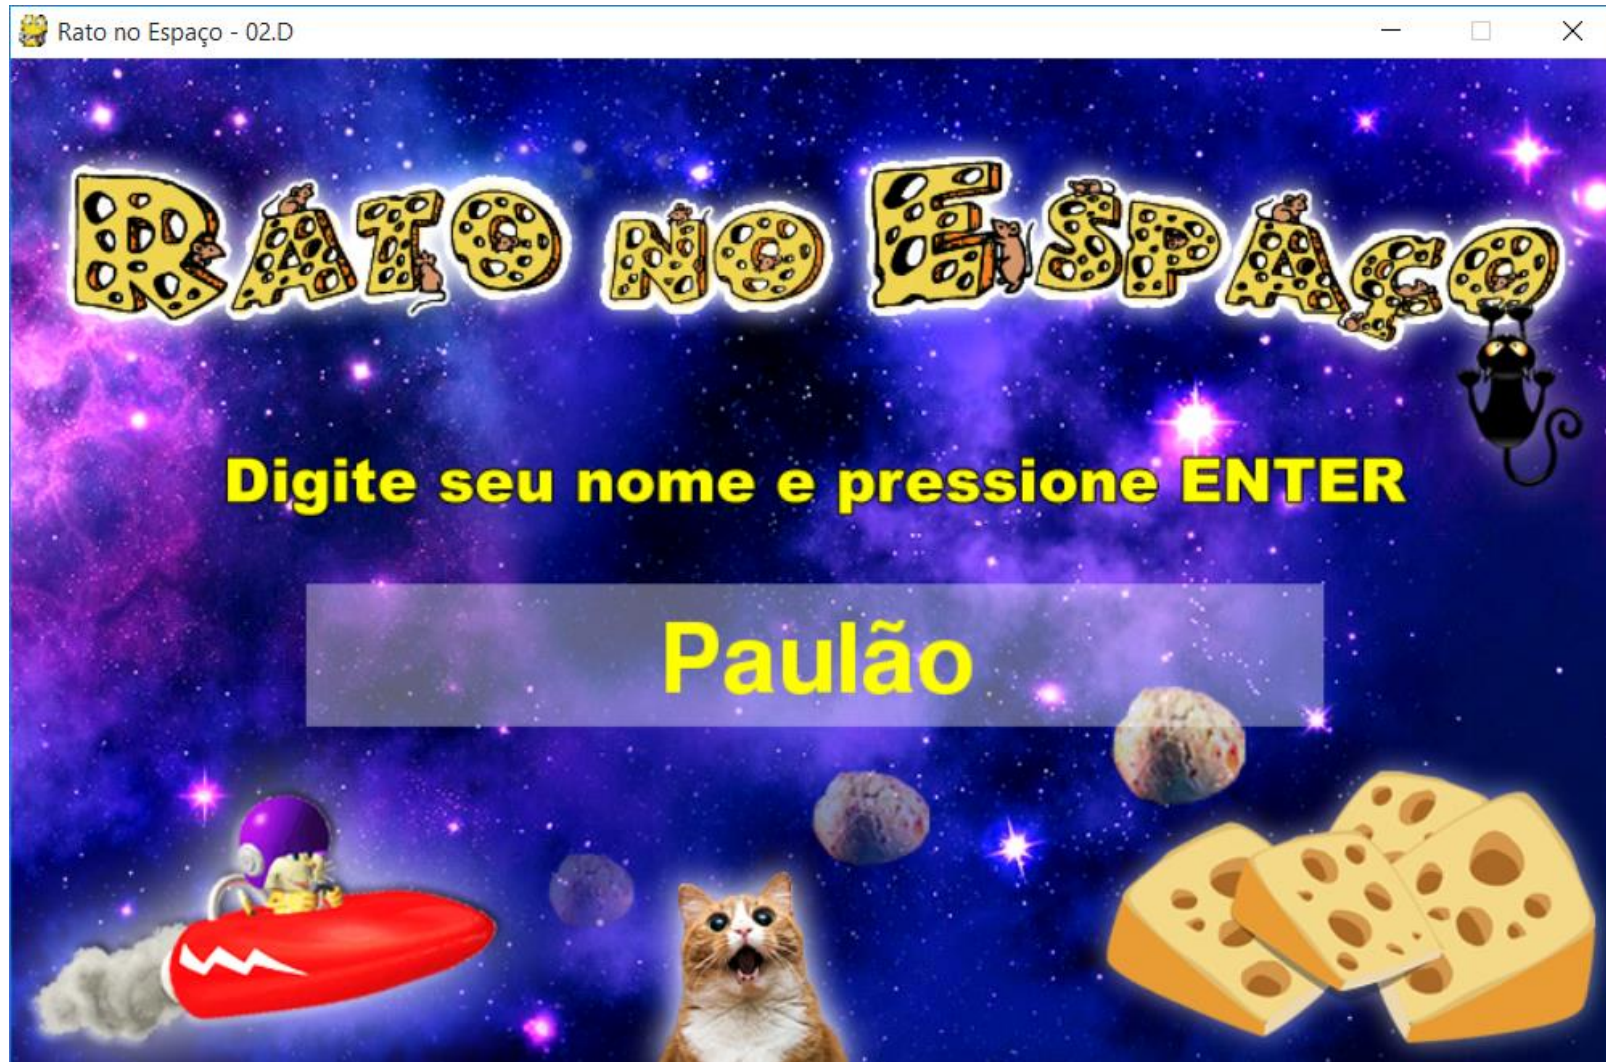 Rato no Espaço - 02.D
Rato no Espaço
Digite seu nome e pressione ENTER
Paulão